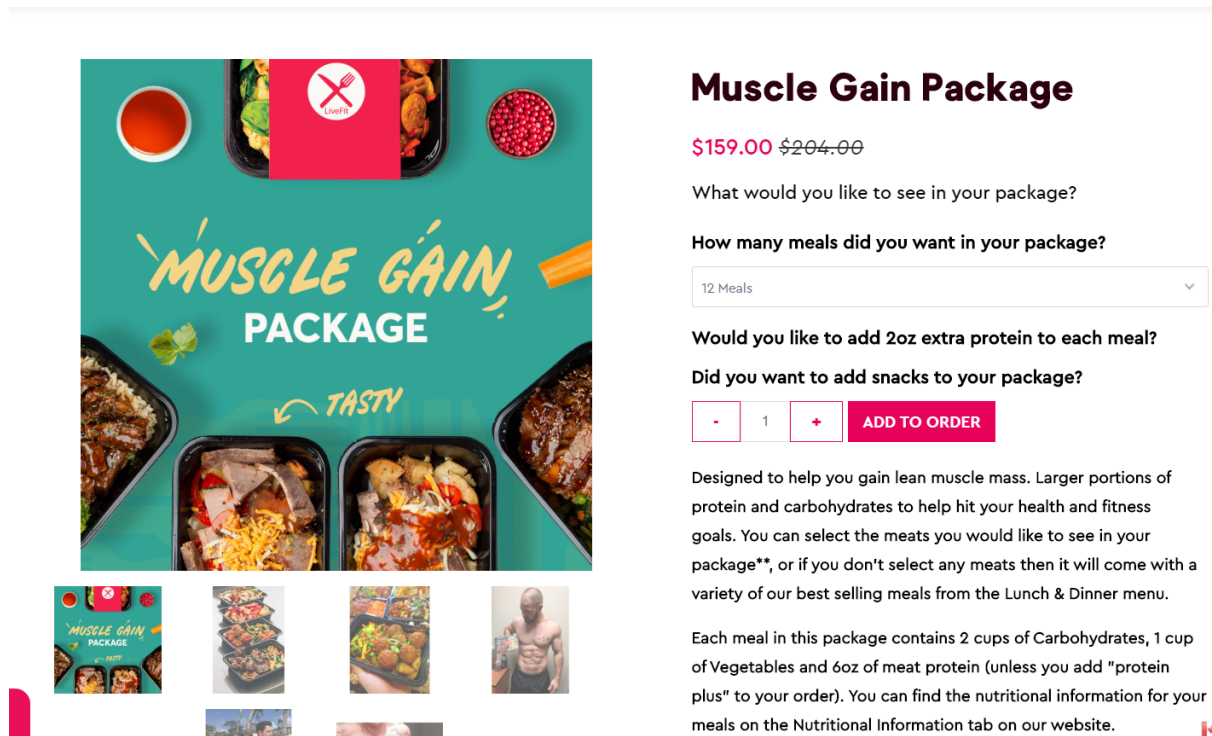 LiveFit
MUSCLE GAIN
PACKAGE
TASTY
MUSCLE GAIN
PACKAGE
TASTY
Muscle Gain Package
$159.00 $204.00
What would you like to see in your package?
How many meals did you want in your package?
12 Meals
Would you like to add 2oz extra protein to each meal?
Did you want to add snacks to your package?
- 1 + ADD TO ORDER
Designed to help you gain lean muscle mass. Larger portions of
protein and carbohydrates to help hit your health and fitness
goals. You can select the meats you would like to see in your
package**, or if you don't select any meats then it will come with a
variety of our best selling meals from the Lunch & Dinner menu.
Each meal in this package contains 2 cups of Carbohydrates, 1 cup
of Vegetables and 6oz of meat protein (unless you add "protein
plus" to your order). You can find the nutritional information for your
meals on the Nutritional Information tab on our website.